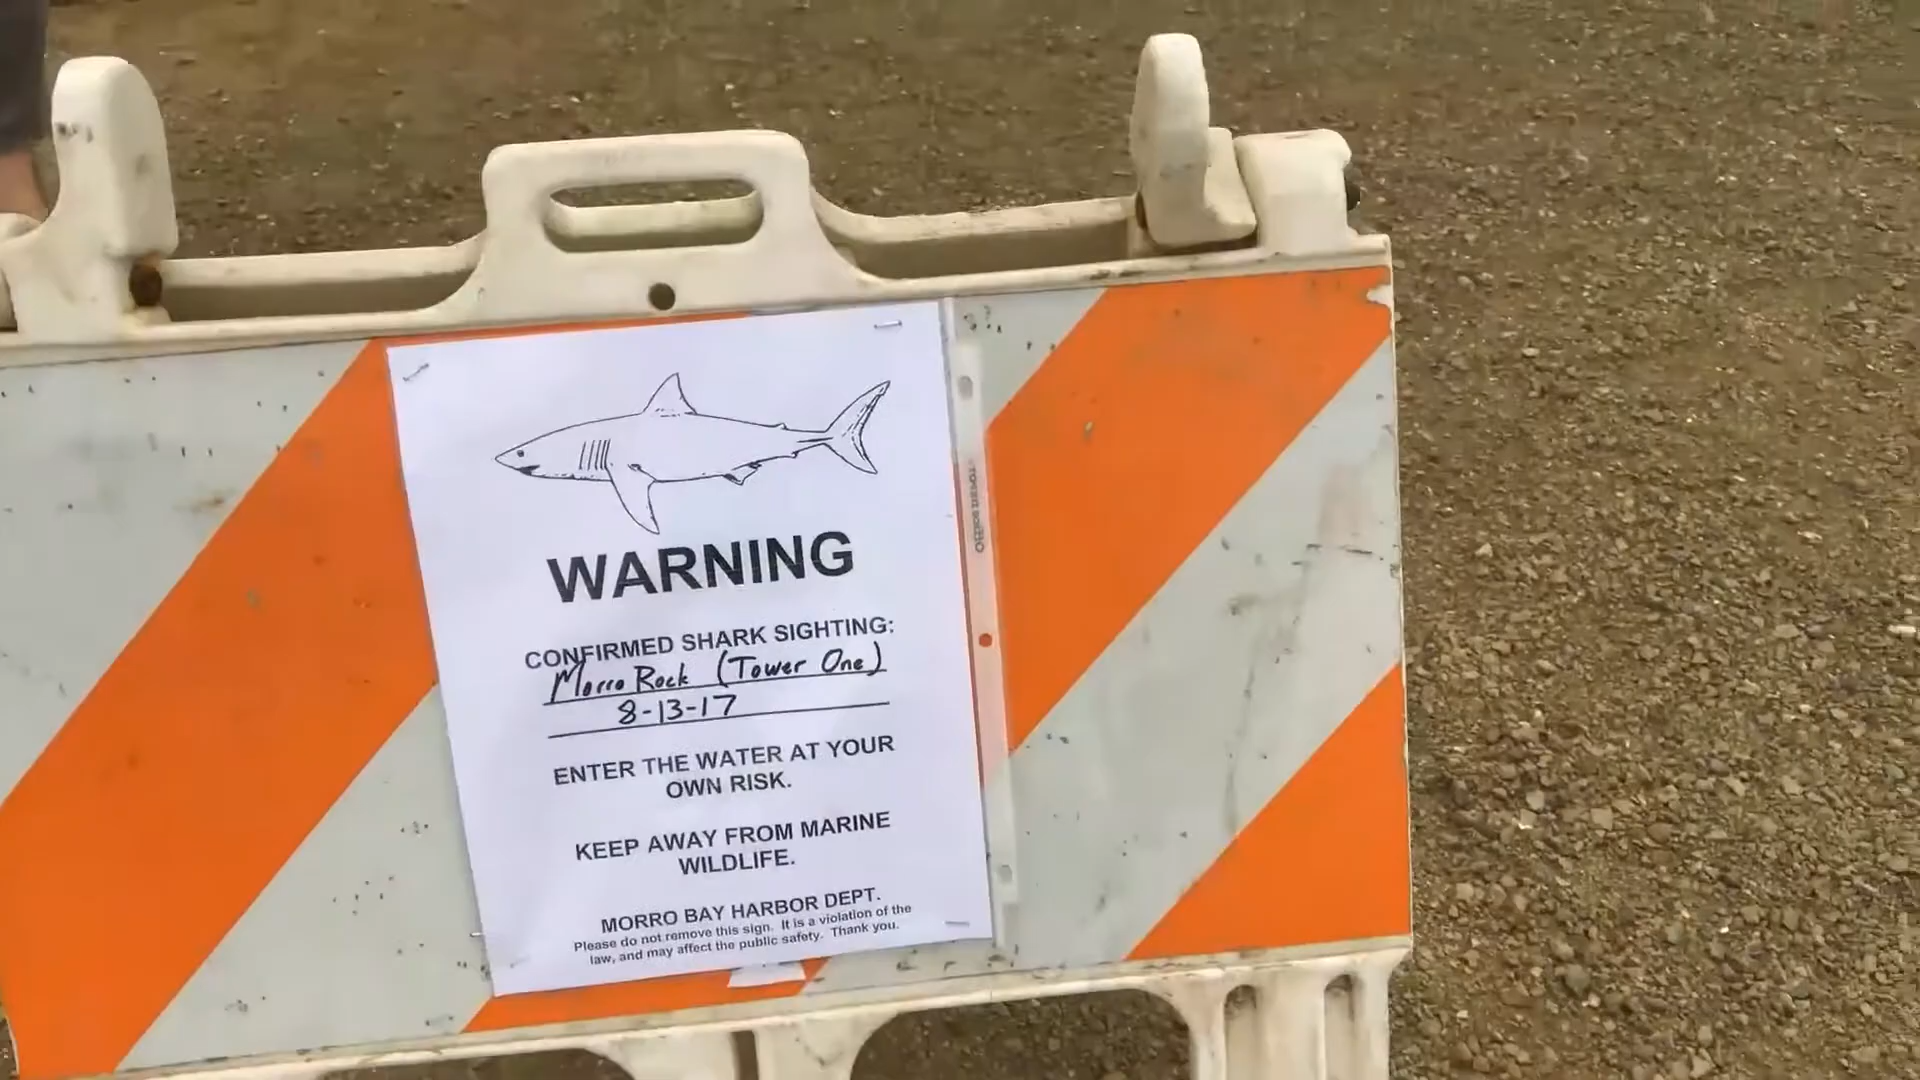 WARNING
CONFIRMED SHARK SIGHTING:
Morro Rock (Tower One)
8-13-17
ENTER THE WATER AT YOUR
OWN RISK.
KEEP AWAY FROM MARINE
WILDLIFE.
MORRO BAY HARBOR DEPT.
Please do not remove this sign. It is a violation of the
law, and may affect the public safety. Thank you.